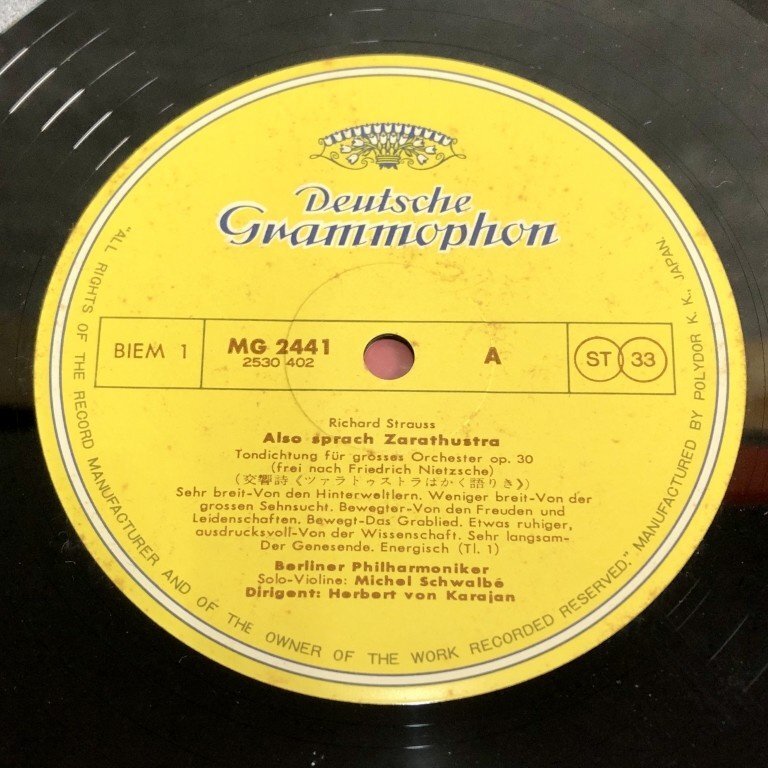 Deutsche
Grammophon
BIEM 1
MG 2441
2530 402
A
ST 33
Richard Strauss
Also sprach Zarathustra
Tondichtung für grosses Orchester op. 30
(frei nach Friedrich Nietzsche)
(交響詩《ツァラトゥストラはかく語りき》)
Sehr breit-Von den Hinterweltlern. Weniger breit-Von der
grossen Sehnsucht. Bewegter-Von den Freuden und
Leidenschaften. Bewegt-Das Grablied. Etwas ruhiger,
ausdrucksvoll-Von der Wissenschaft. Sehr langsam-
Der Genesende. Energisch (Tl. 1)
Berliner Philharmoniker
Solo-Violine: Michel Schwalbé
Dirigent: Herbert von Karajan
"ALL RIGHTS OF THE RECORD MANUFACTURER AND OF THE OWNER OF THE WORK RECORDED RESERVED." MANUFACTURED BY POLYDOR K. K., JAPAN.